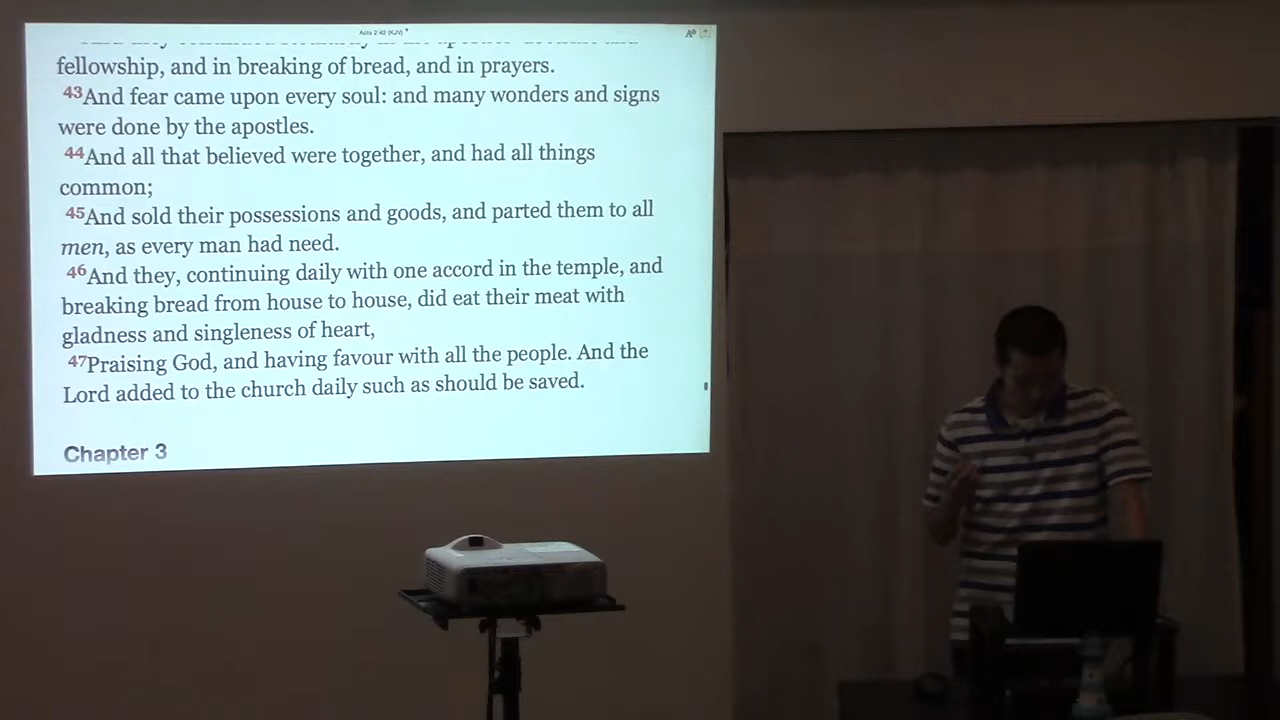 Acts 2:42 (KJV)
fellowship, and in breaking of bread, and in prayers.
43And fear came upon every soul: and many wonders and signs
were done by the apostles.
44And all that believed were together, and had all things
common;
45And sold their possessions and goods, and parted them to all
men, as every man had need.
46And they, continuing daily with one accord in the temple, and
breaking bread from house to house, did eat their meat with
gladness and singleness of heart,
47Praising God, and having favour with all the people. And the
Lord added to the church daily such as should be saved.
Chapter 3